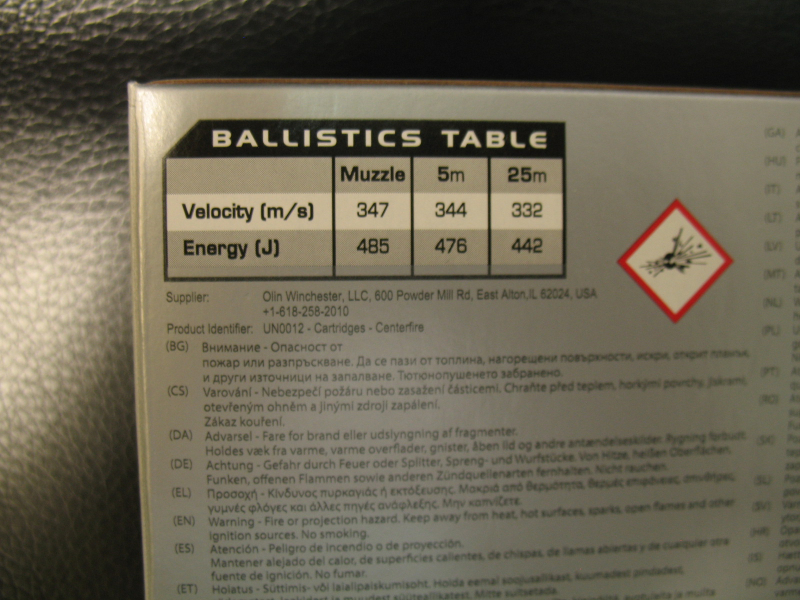 BALLISTICS TABLE
Muzzle 5m 25m
Velocity (m/s) 347 344 332
Energy (J) 485 476 442
Supplier: Olin Winchester, LLC, 600 Powder Mill Rd, East Alton,IL 62024, USA
+1-618-258-2010
Product Identifier: UN0012 - Cartridges - Centerfire
(BG) Внимание - Опасност от
пожар или разпръскване. Да се пази от топлина, нагорещени повърхности, искри, открит пламък,
и други източници на запалване. Тютюнопушенето забранено.
(CS) Varování - Nebezpečí požáru nebo zasažení částicemi. Chraňte před teplem, horkými povrchy, jiskrami,
otevřeným ohněm a jinými zdroji zapálení.
Zákaz kouření.
(DA) Advarsel - Fare for brand eller udslyngning af fragmenter.
Holdes væk fra varme, varme overflader, gnister, åben ild og andre antændelseskilder. Rygning forbudt.
(DE) Achtung - Gefahr durch Feuer oder Splitter, Spreng- und Wurfstücke. Von Hitze, heißen Oberflächen,
Funken, offenen Flammen sowie anderen Zündquellenarten fernhalten. Nicht rauchen.
(EL) Προσοχή - Κίνδυνος πυρκαγιάς ή εκτόξευσης. Μακριά από θερμότητα, θερμές επιφάνειες, σπινθήρες,
γυμνές φλόγες και άλλες πηγές ανάφλεξης. Μην καπνίζετε.
(EN) Warning - Fire or projection hazard. Keep away from heat, hot surfaces, sparks, open flames and other
ignition sources. No smoking.
(ES) Atención - Peligro de incendio o de proyección.
Mantener alejado del calor, de superficies calientes, de chispas, de llamas abiertas y de cualquier otra
fuente de ignición. No fumar.
(ET) Hoiatus - Süttimis- või laialipaiskumisoht. Hoida eemal soojusallikast, kuumadest pindadest,
(GA)
(HU)
(IT)
(LT)
(LV)
(MT)
(NL)
(PL)
(PT)
(RO)
(SK)
(SL)
(SV)
(HR)
(IS)
(NO)